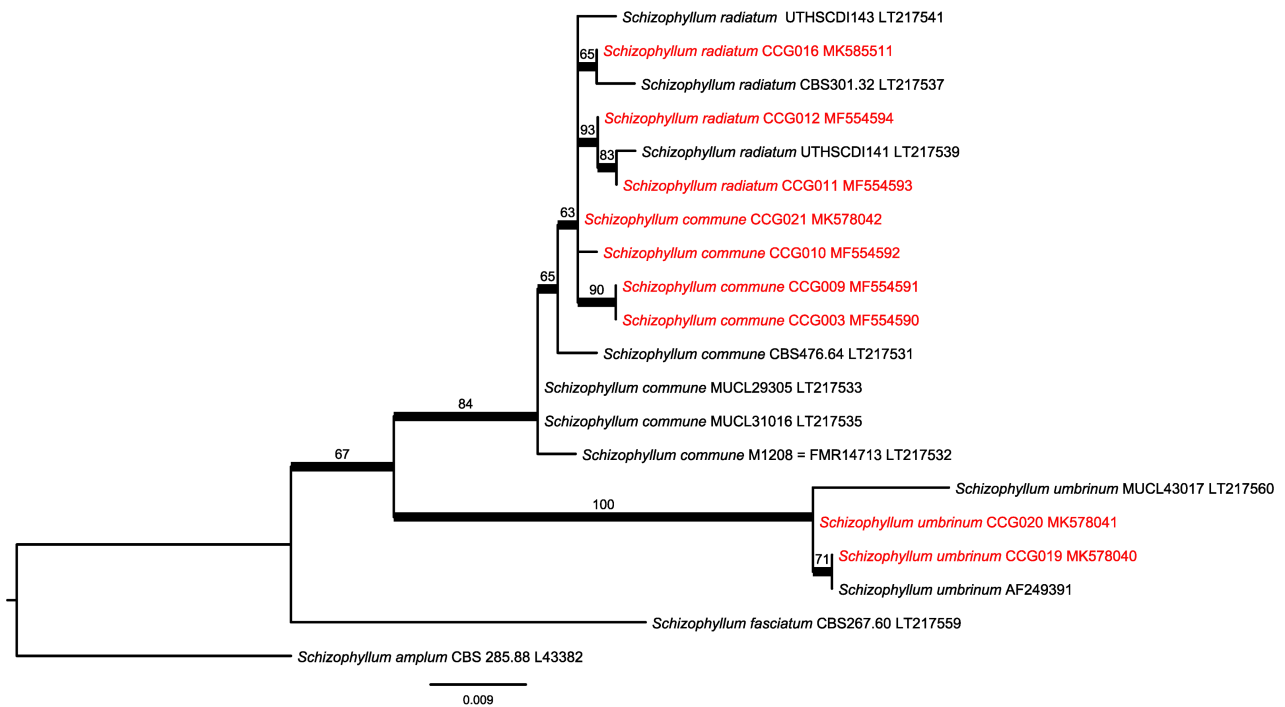 Schizophyllum radiatum UTHSCDI143 LT217541
65
Schizophyllum radiatum CCG016 MK585511
Schizophyllum radiatum CBS301.32 LT217537
Schizophyllum radiatum CCG012 MF554594
93
83
Schizophyllum radiatum UTHSCDI141 LT217539
Schizophyllum radiatum CCG011 MF554593
63
Schizophyllum commune CCG021 MK578042
Schizophyllum commune CCG010 MF554592
65
90
Schizophyllum commune CCG009 MF554591
Schizophyllum commune CCG003 MF554590
Schizophyllum commune CBS476.64 LT217531
Schizophyllum commune MUCL29305 LT217533
84
Schizophyllum commune MUCL31016 LT217535
67
Schizophyllum commune M1208 = FMR14713 LT217532
Schizophyllum umbrinum MUCL43017 LT217560
100
Schizophyllum umbrinum CCG020 MK578041
71
Schizophyllum umbrinum CCG019 MK578040
Schizophyllum umbrinum AF249391
Schizophyllum fasciatum CBS267.60 LT217559
Schizophyllum amplum CBS 285.88 L43382
0.009